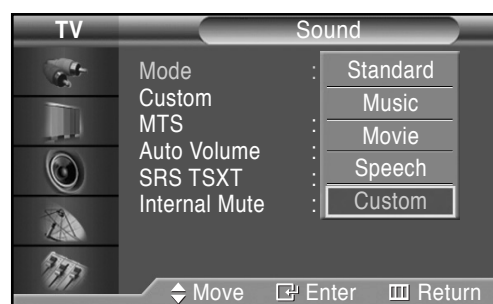 TV Sound
Mode :
Custom
MTS :
Auto Volume :
SRS TSXT :
Internal Mute :
Standard
Music
Movie
Speech
Custom
Move Enter Return